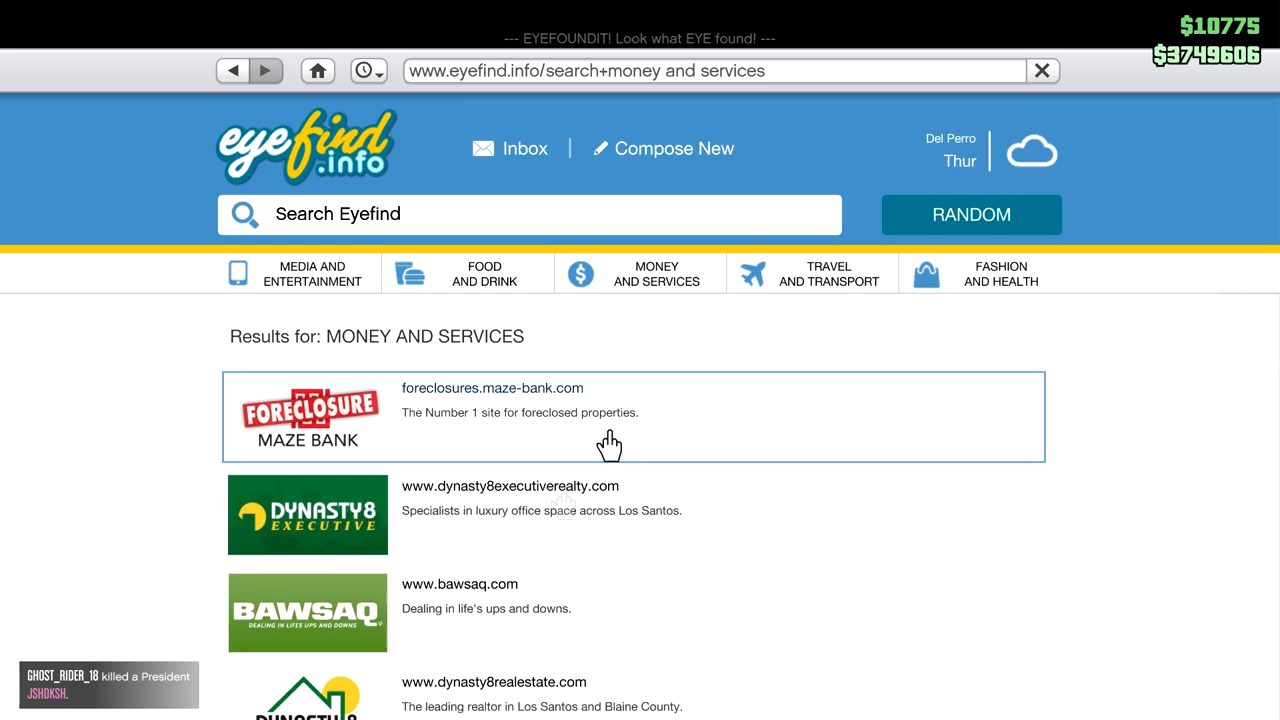 --- EYEFOUNDIT! Look what EYE found! ---
$10775
$3749606
www.eyefind.info/search+money and services
eyefind
.info
Inbox
Compose New
Del Perro
Thur
Search Eyefind
RANDOM
MEDIA AND
ENTERTAINMENT
FOOD
AND DRINK
MONEY
AND SERVICES
TRAVEL
AND TRANSPORT
FASHION
AND HEALTH
Results for: MONEY AND SERVICES
FORECLOSURE
MAZE BANK
foreclosures.maze-bank.com
The Number 1 site for foreclosed properties.
DYNASTY8
EXECUTIVE
www.dynasty8executiverealty.com
Specialists in luxury office space across Los Santos.
BAWSAQ
DEALING IN LIFES UPS AND DOWNS
www.bawsaq.com
Dealing in life's ups and downs.
DYNASTY8
www.dynasty8realestate.com
The leading realtor in Los Santos and Blaine County.
GHOST_RIDER_18 killed a President
JSHDKSH.